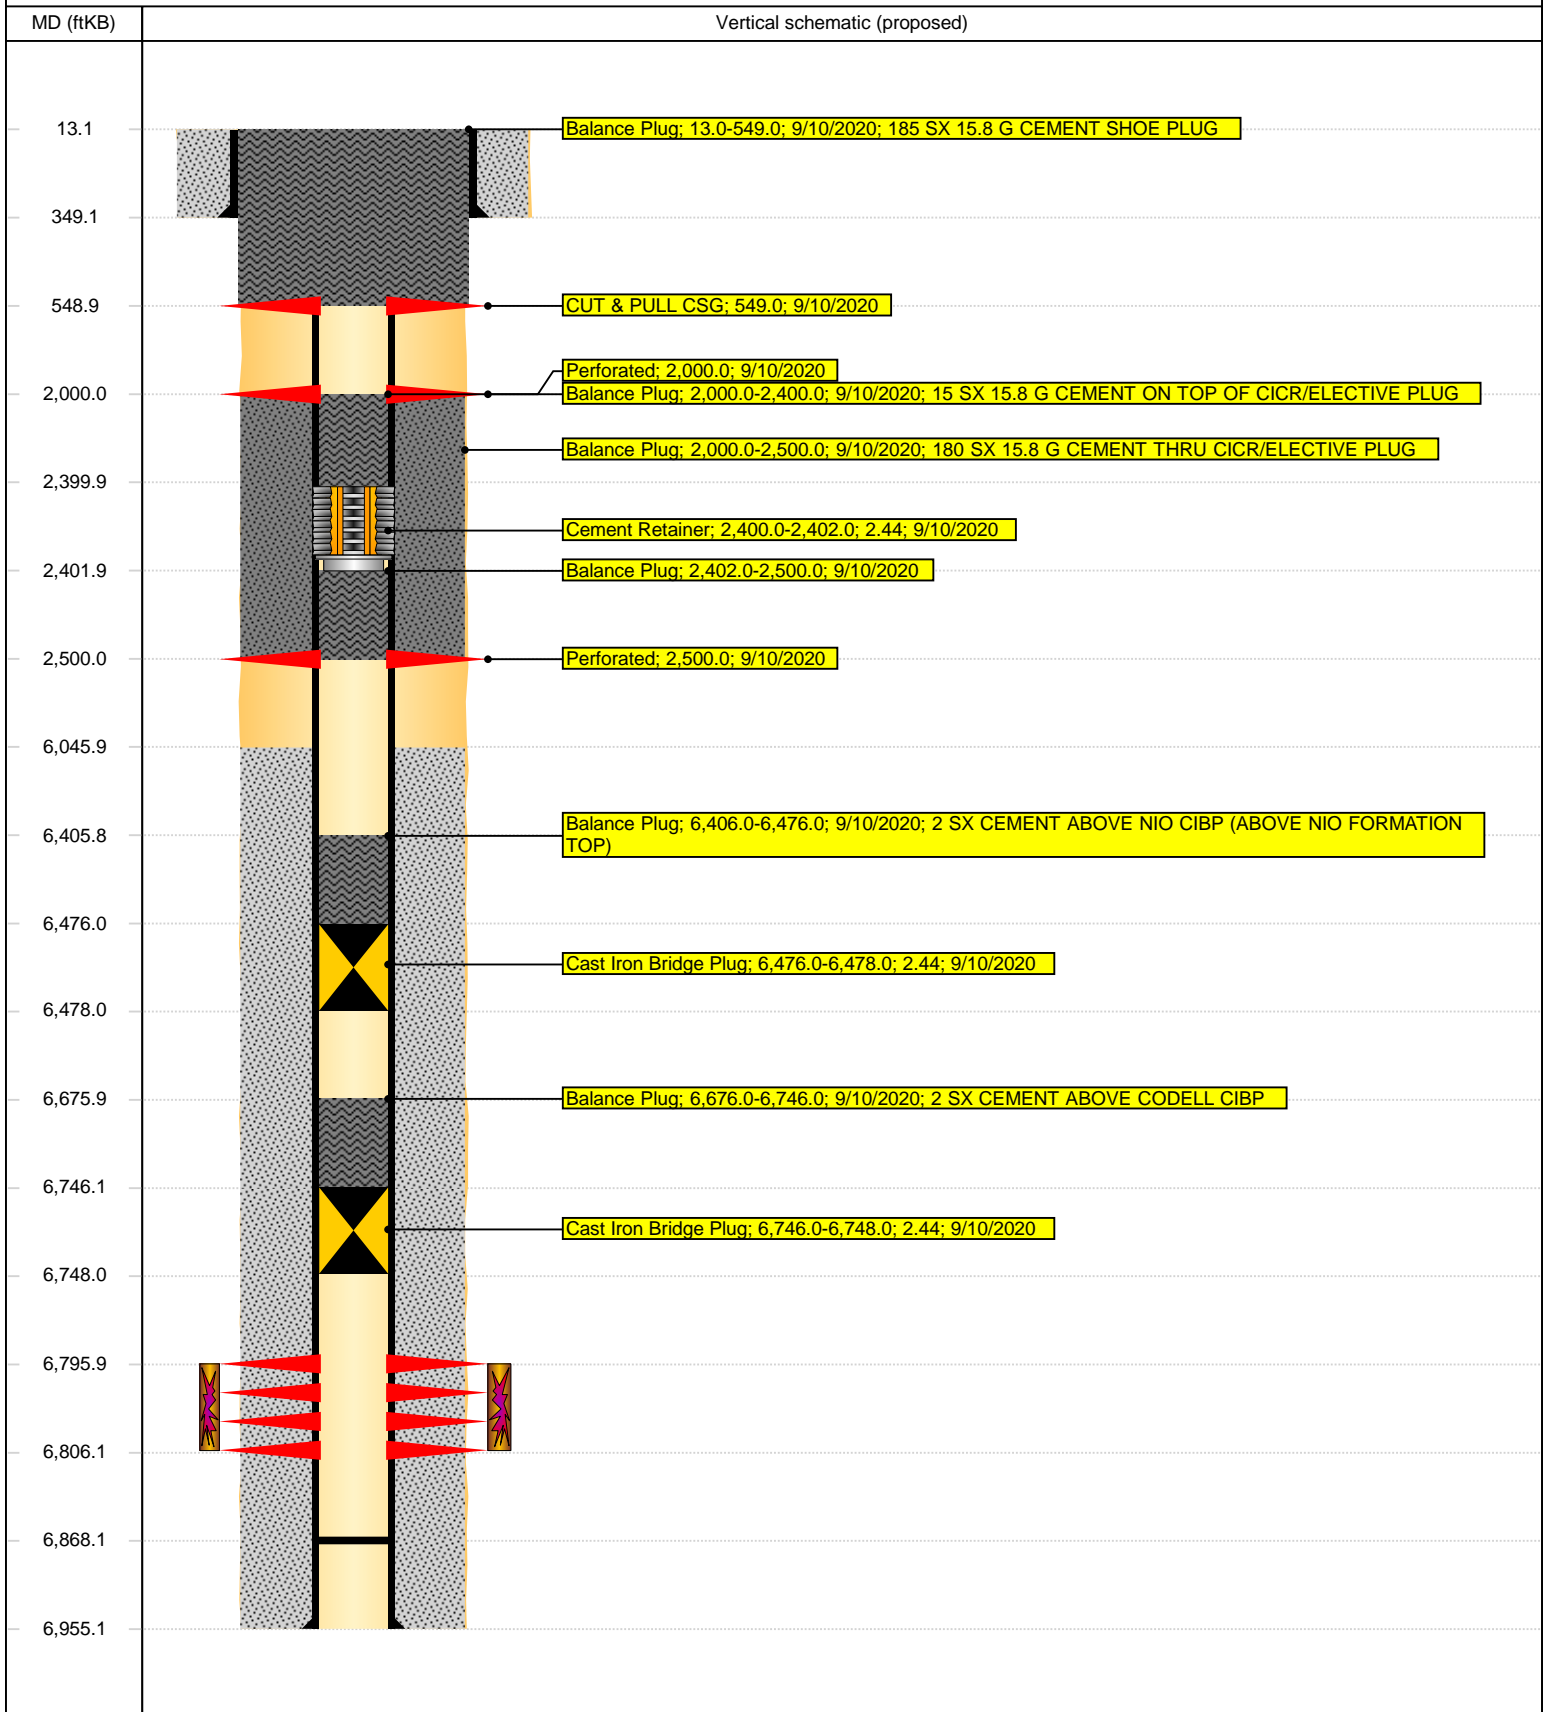 MD (ftKB)
Vertical schematic (proposed)
13.1
Balance Plug; 13.0-549.0; 9/10/2020; 185 SX 15.8 G CEMENT SHOE PLUG
349.1
548.9
CUT & PULL CSG; 549.0; 9/10/2020
Perforated; 2,000.0; 9/10/2020
2,000.0
Balance Plug; 2,000.0-2,400.0; 9/10/2020; 15 SX 15.8 G CEMENT ON TOP OF CICR/ELECTIVE PLUG
Balance Plug; 2,000.0-2,500.0; 9/10/2020; 180 SX 15.8 G CEMENT THRU CICR/ELECTIVE PLUG
2,399.9
Cement Retainer; 2,400.0-2,402.0; 2.44; 9/10/2020
2,401.9
Balance Plug; 2,402.0-2,500.0; 9/10/2020
2,500.0
Perforated; 2,500.0; 9/10/2020
6,045.9
6,405.8
Balance Plug; 6,406.0-6,476.0; 9/10/2020; 2 SX CEMENT ABOVE NIO CIBP (ABOVE NIO FORMATION
TOP)
6,476.0
Cast Iron Bridge Plug; 6,476.0-6,478.0; 2.44; 9/10/2020
6,478.0
6,675.9
Balance Plug; 6,676.0-6,746.0; 9/10/2020; 2 SX CEMENT ABOVE CODELL CIBP
6,746.1
Cast Iron Bridge Plug; 6,746.0-6,748.0; 2.44; 9/10/2020
6,748.0
6,795.9
6,806.1
6,868.1
6,955.1